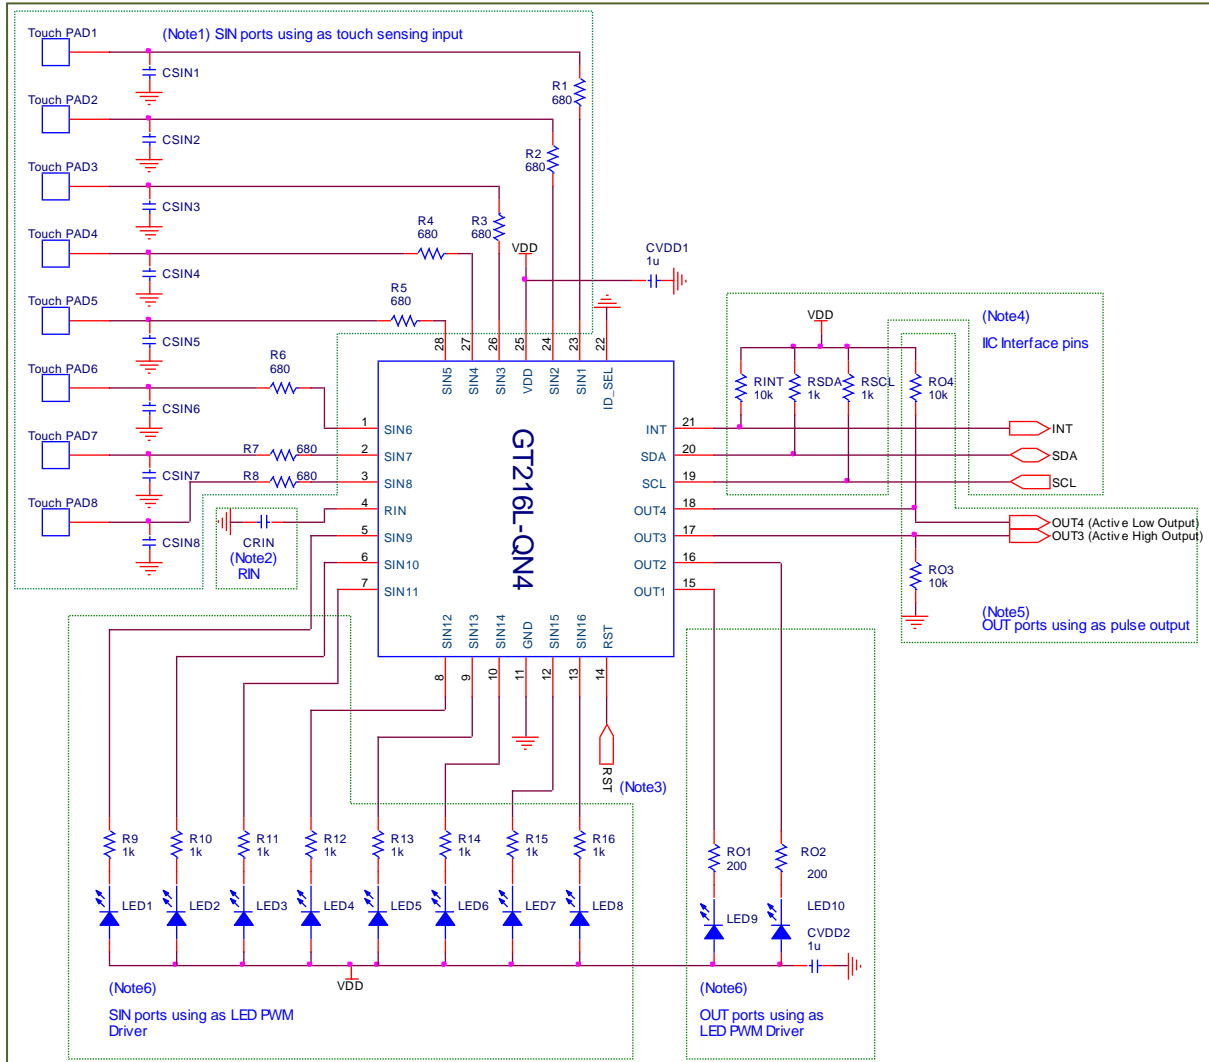 Touch PAD1
(Note1) SIN ports using as touch sensing input
CSIN1
R1
680
Touch PAD2
CSIN2
R2
680
Touch PAD3
CSIN3
R4
680
R3
680
Touch PAD4
CSIN4
VDD
CVDD1
1u
Touch PAD5
CSIN5
R5
680
Touch PAD6
CSIN6
R6
680
Touch PAD7
CSIN7
R7
680
Touch PAD8
CSIN8
R8
680
28
27
26
25
24
23
22
SIN5
SIN4
SIN3
VDD
SIN2
SIN1
ID_SEL
1
SIN6
2
SIN7
3
SIN8
4
RIN
5
SIN9
6
SIN10
7
SIN11
CRIN
(Note2)
RIN
GT216L-QN4
INT
21
SDA
20
SCL
19
OUT4
18
OUT3
17
OUT2
16
OUT1
15
VDD
(Note4)
IIC Interface pins
RINT
10k
RSDA
1k
RSCL
1k
RO4
10k
INT
SDA
SCL
OUT4 (Active Low Output)
OUT3 (Active High Output)
RO3
10k
(Note5)
OUT ports using as pulse output
SIN12
SIN13
SIN14
GND
SIN15
SIN16
RST
8
9
10
11
12
13
14
RST
(Note3)
R9
1k
R10
1k
R11
1k
R12
1k
R13
1k
R14
1k
R15
1k
R16
1k
RO1
200
RO2
200
LED1
LED2
LED3
LED4
LED5
LED6
LED7
LED8
LED9
LED10
CVDD2
1u
VDD
(Note6)
SIN ports using as LED PWM
Driver
(Note6)
OUT ports using as
LED PWM Driver